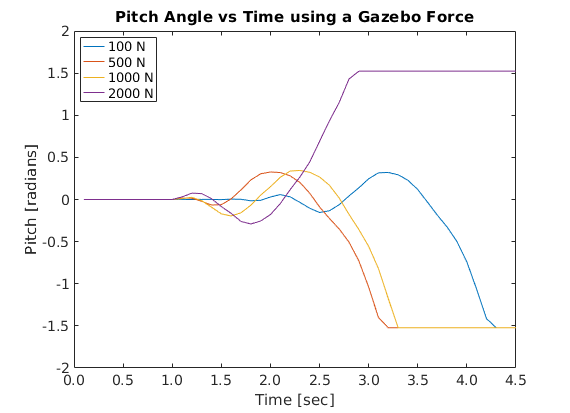 Pitch Angle vs Time using a Gazebo Force
2
1.5
1
0.5
0
-0.5
-1
-1.5
-2
Pitch [radians]
100 N
500 N
1000 N
2000 N
0.0 0.5 1.0 1.5 2.0 2.5 3.0 3.5 4.0 4.5
Time [sec]